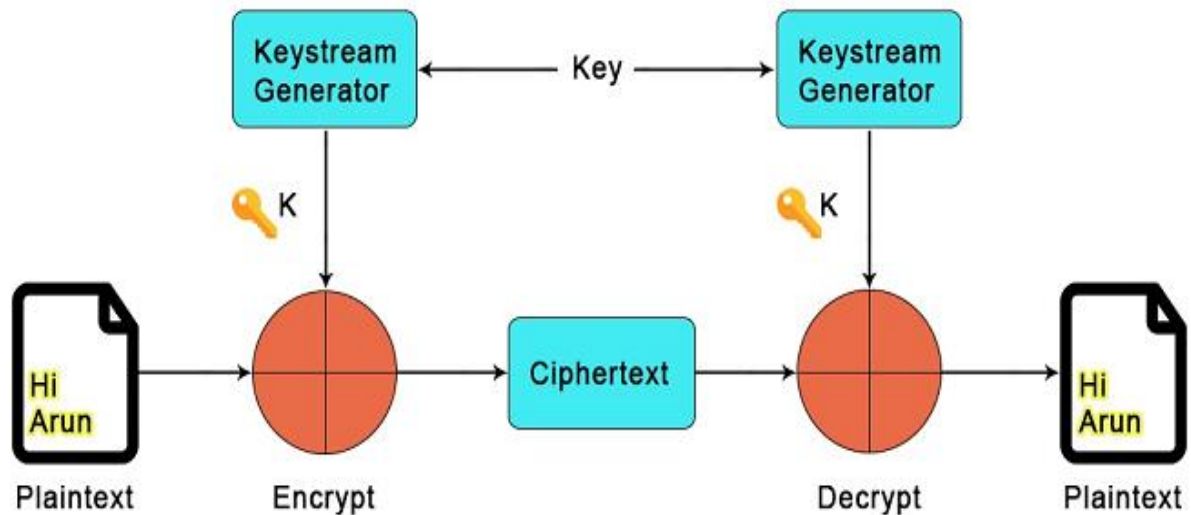 Keystream
Generator
Key
Keystream
Generator
K
K
Hi
Arun
Ciphertext
Hi
Arun
Plaintext
Encrypt
Decrypt
Plaintext